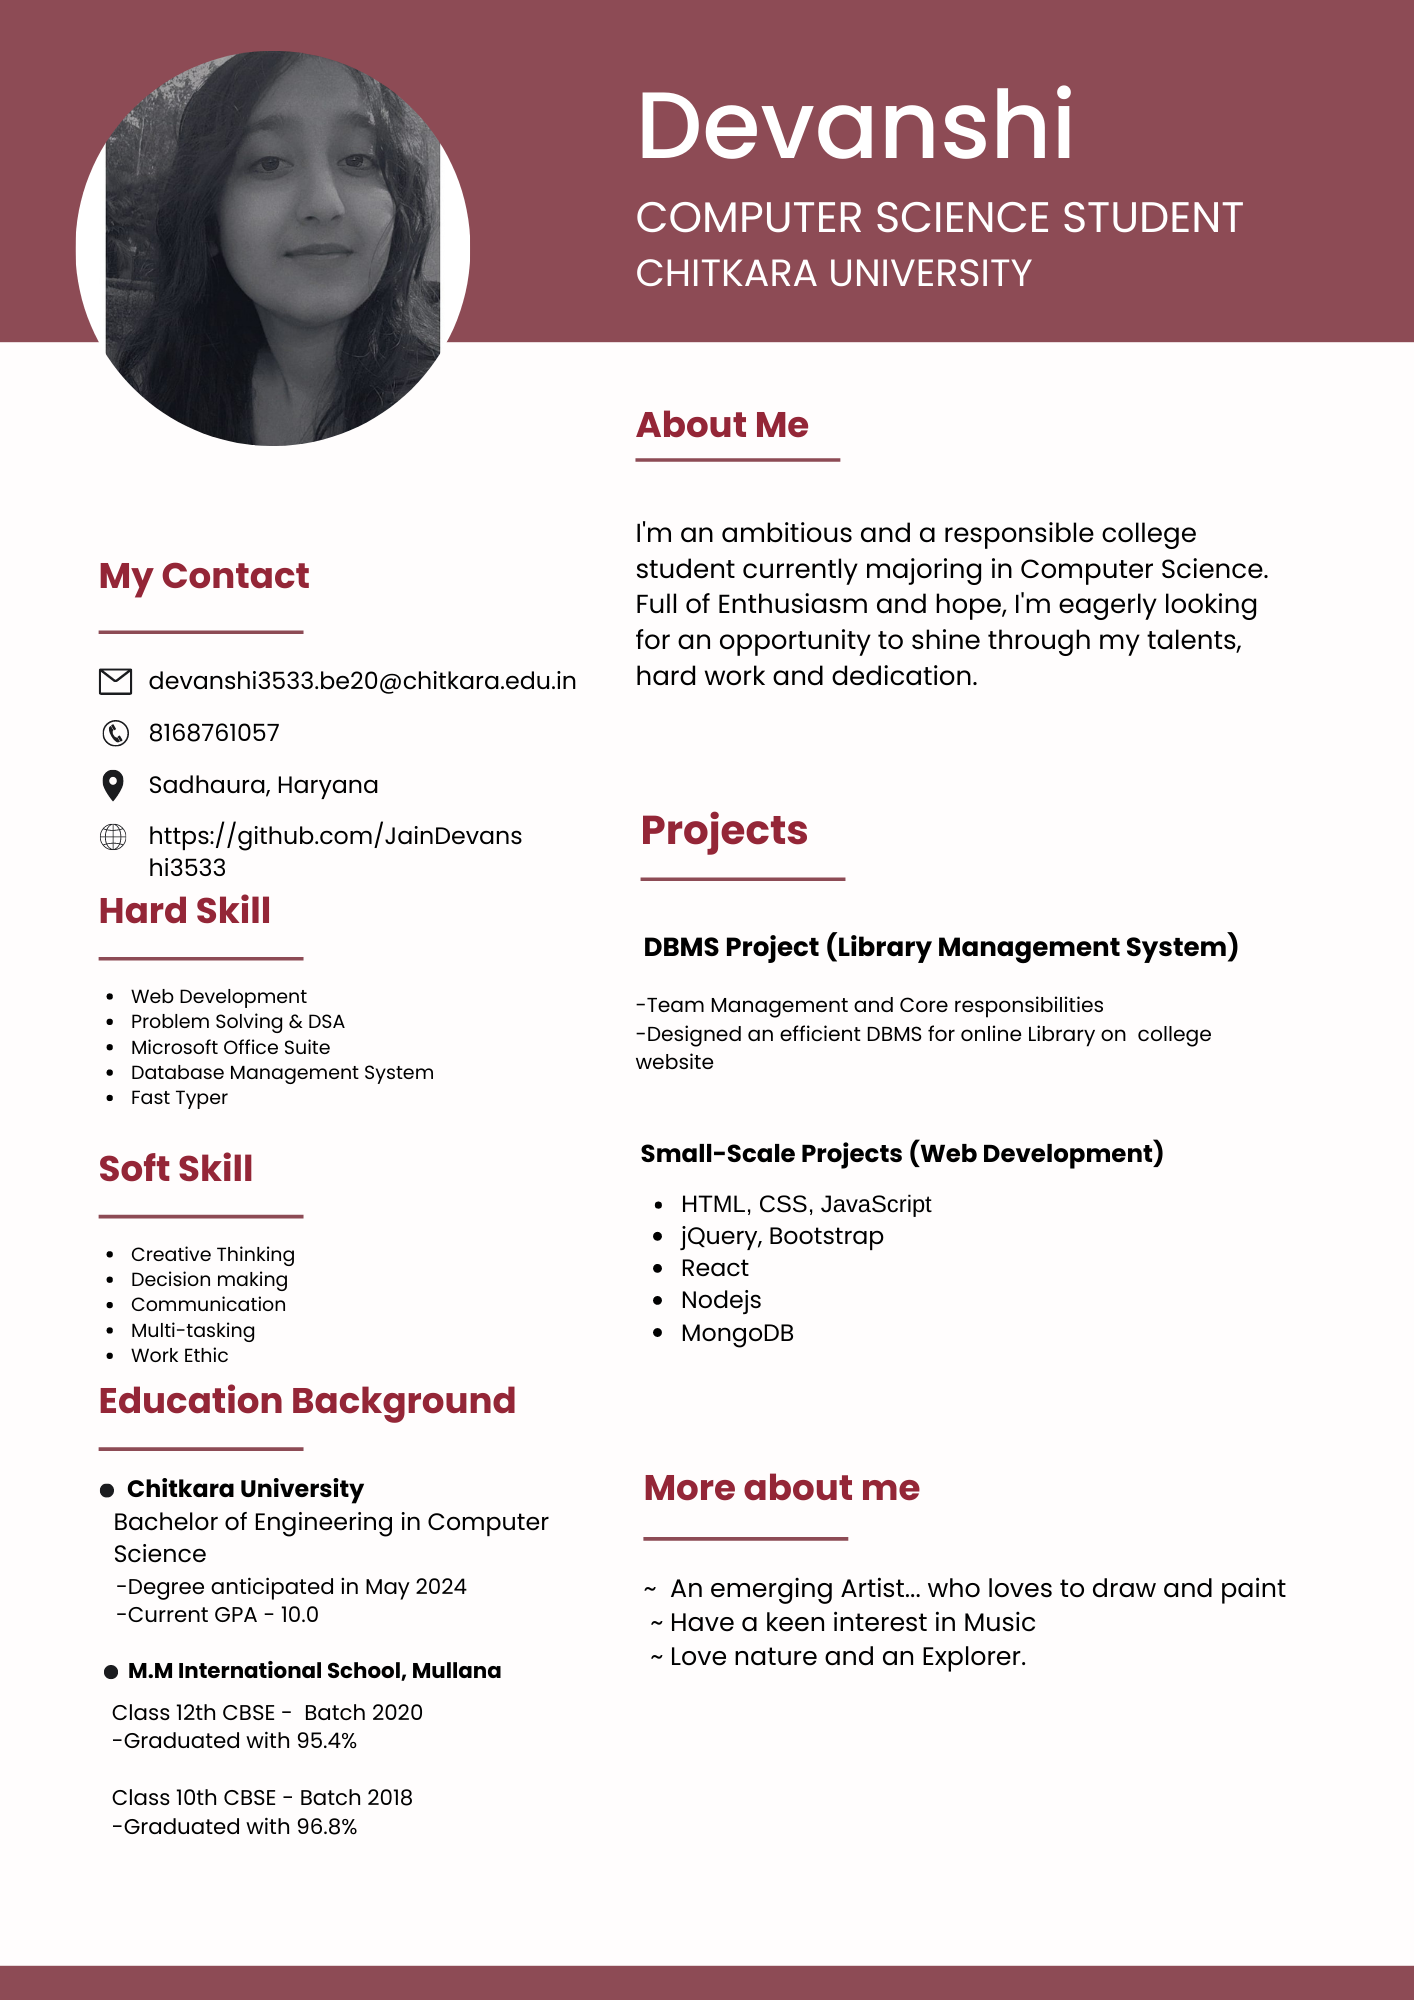 Devanshi
COMPUTER SCIENCE STUDENT
CHITKARA UNIVERSITY
My Contact
devanshi3533.be20@chitkara.edu.in
8168761057
Sadhaura, Haryana
https://github.com/JainDevans
hi3533
Hard Skill
• Web Development
• Problem Solving & DSA
• Microsoft Office Suite
• Database Management System
• Fast Typer
Soft Skill
• Creative Thinking
• Decision making
• Communication
• Multi-tasking
• Work Ethic
Education Background
• Chitkara University
Bachelor of Engineering in Computer
Science
-Degree anticipated in May 2024
-Current GPA - 10.0
• M.M International School, Mullana
Class 12th CBSE - Batch 2020
-Graduated with 95.4%
Class 10th CBSE - Batch 2018
-Graduated with 96.8%
About Me
I'm an ambitious and a responsible college
student currently majoring in Computer Science.
Full of Enthusiasm and hope, I'm eagerly looking
for an opportunity to shine through my talents,
hard work and dedication.
Projects
DBMS Project (Library Management System)
-Team Management and Core responsibilities
-Designed an efficient DBMS for online Library on college
website
Small-Scale Projects (Web Development)
• HTML, CSS, JavaScript
• jQuery, Bootstrap
• React
• Nodejs
• MongoDB
More about me
~ An emerging Artist... who loves to draw and paint
~ Have a keen interest in Music
~ Love nature and an Explorer.